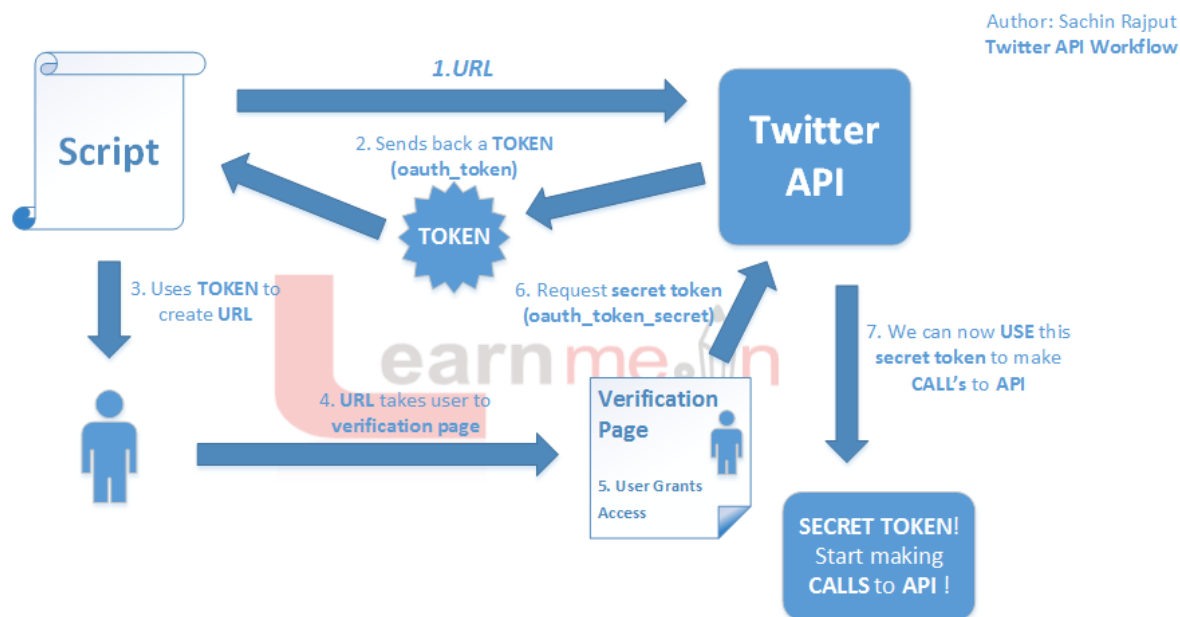 Author: Sachin Rajput
Twitter API Workflow
1.URL
Script
Twitter
API
2. Sends back a TOKEN
(oauth_token)
TOKEN
3. Uses TOKEN to
create URL
6. Request secret token
(oauth_token_secret)
7. We can now USE this
secret token to make
CALL's to API
Learnme.in
4. URL takes user to
verification page
Verification
Page
5. User Grants
Access
SECRET TOKEN!
Start making
CALLS to API !